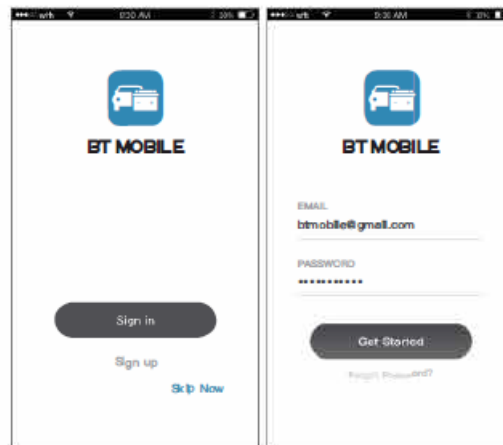 9:30 AM
BT MOBILE
Sign in
Sign up
Skip Now
9:30 AM
BT MOBILE
EMAIL
btmobile@gmail.com
PASSWORD
•••••••••••
Get Started
Forgot Password?